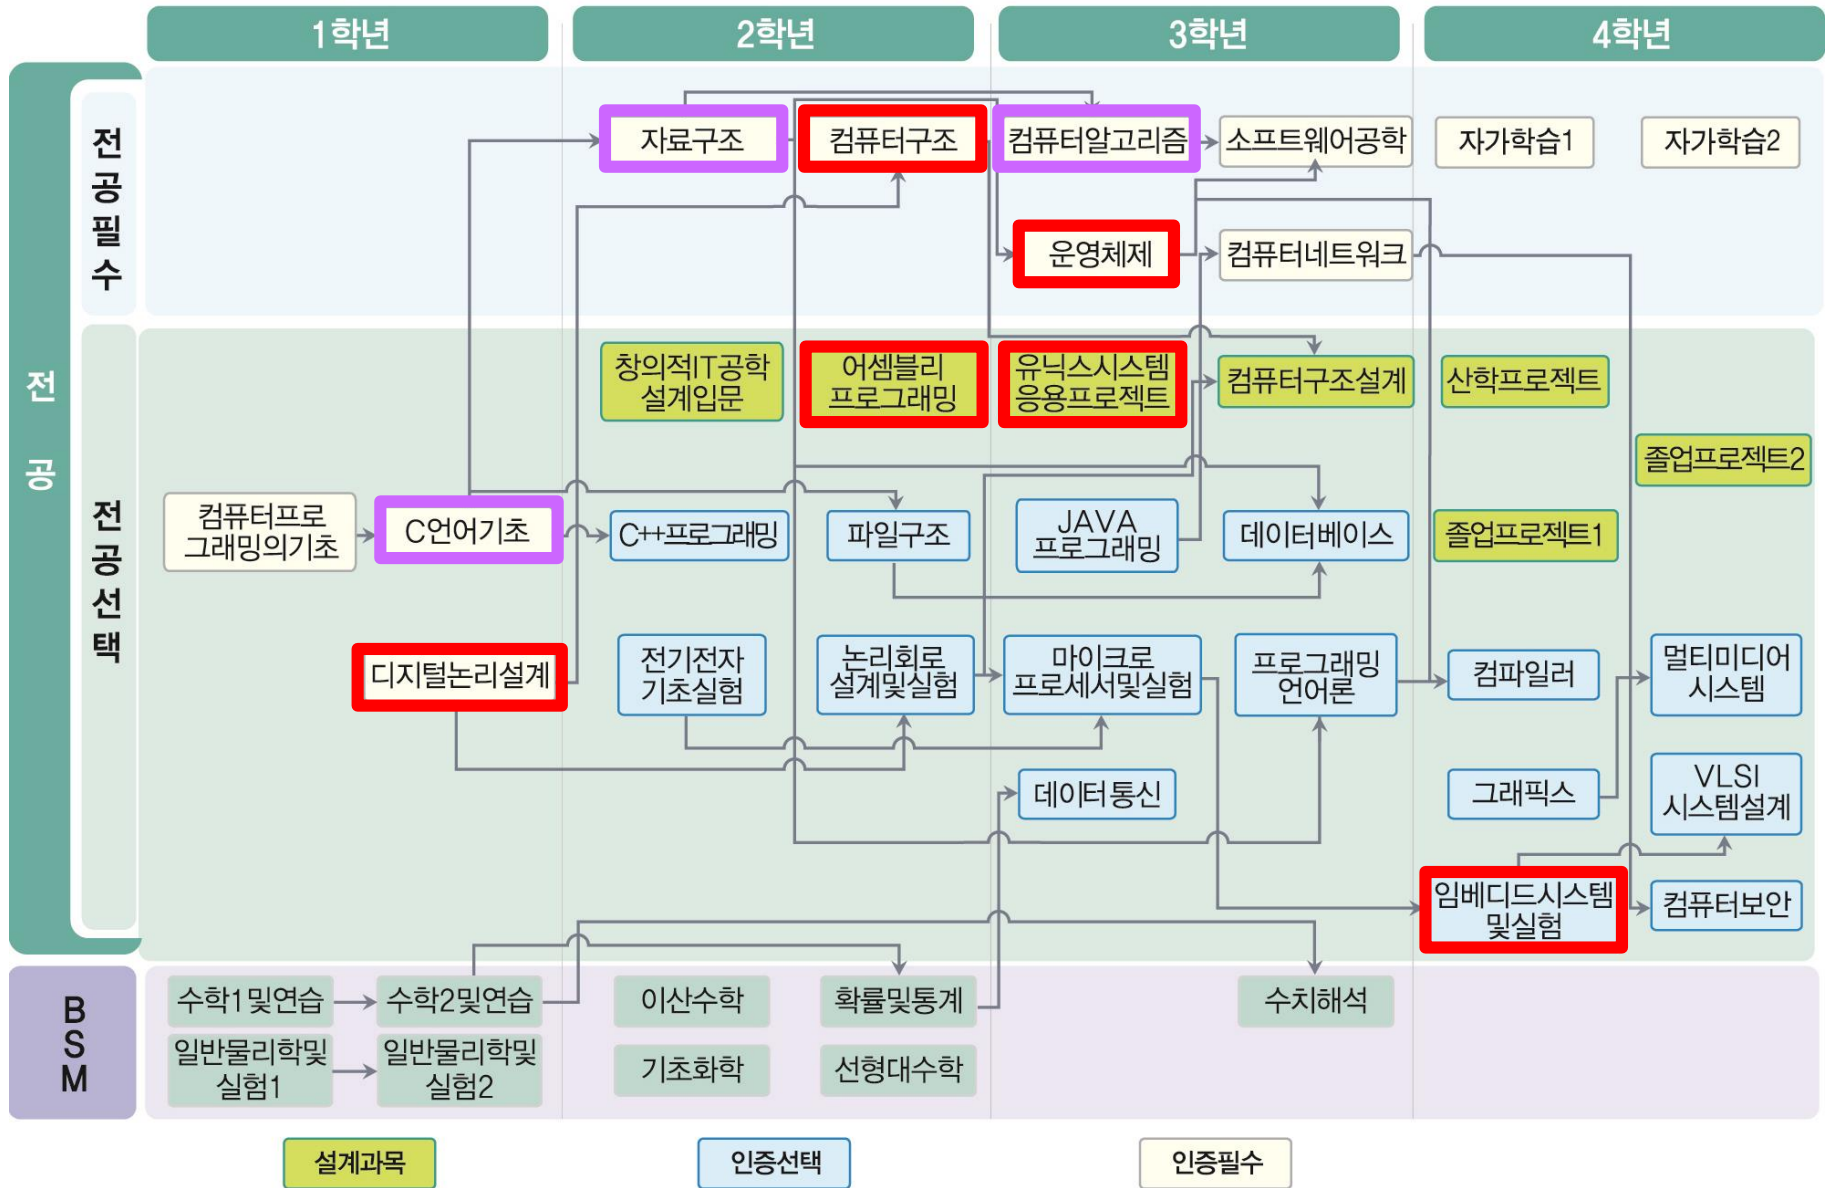 1학년
2학년
3학년
4학년
전공
전공필수
자료구조
컴퓨터구조
컴퓨터알고리즘
소프트웨어공학
자가학습1
자가학습2
운영체제
컴퓨터네트워크
전공선택
창의적IT공학
설계입문
어셈블리
프로그래밍
유닉스시스템
응용프로젝트
컴퓨터구조설계
산학프로젝트
졸업프로젝트2
컴퓨터프로
그래밍의기초
C언어기초
C++프로그래밍
파일구조
JAVA
프로그래밍
데이터베이스
졸업프로젝트1
디지털논리설계
전기전자
기초실험
논리회로
설계및실험
마이크로
프로세서및실험
프로그래밍
언어론
컴파일러
멀티미디어
시스템
데이터통신
그래픽스
VLSI
시스템설계
임베디드시스템
및실험
컴퓨터보안
BSM
수학1및연습
수학2및연습
이산수학
확률및통계
수치해석
일반물리학및
실험1
일반물리학및
실험2
기초화학
선형대수학
설계과목
인증선택
인증필수